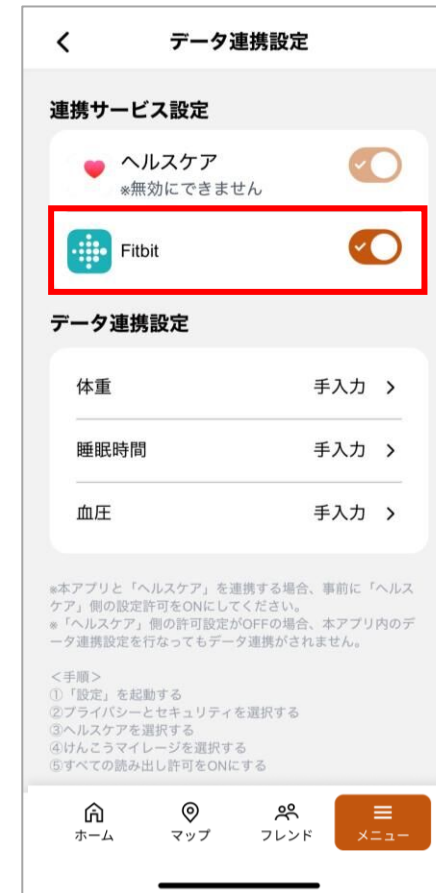 データ連携設定
連携サービス設定
ヘルスケア
※無効にできません
Fitbit
データ連携設定
体重 手入力
睡眠時間 手入力
血圧 手入力
※本アプリと「ヘルスケア」を連携する場合、事前に「ヘルス
ケア」側の設定許可をONにしてください。
※「ヘルスケア」側の許可設定がOFFの場合、本アプリ内のデ
ータ連携設定を行なってもデータ連携がされません。
＜手順＞
①「設定」を起動する
②プライバシーとセキュリティを選択する
③ヘルスケアを選択する
④けんこうマイレージを選択する
⑤すべての読み出し許可をONにする
ホーム マップ フレンド メニュー